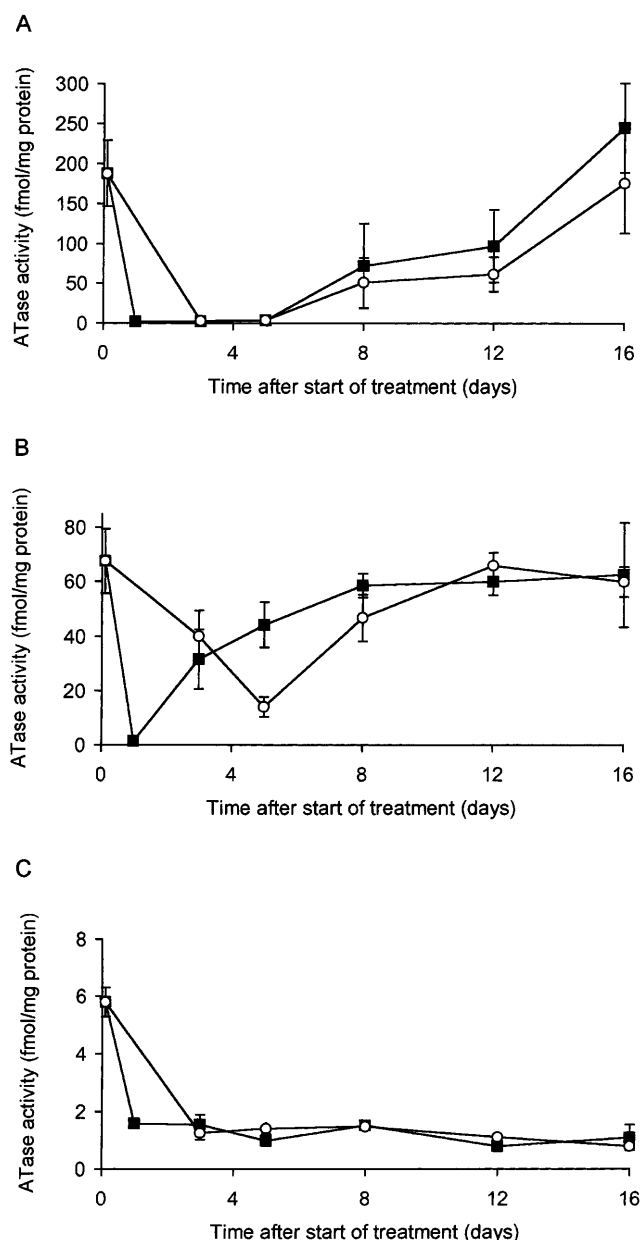 A
ATase activity (fmol/mg protein)
300
250
200
150
100
50
0
0 4 8 12 16
Time after start of treatment (days)
B
ATase activity (fmol/mg protein)
80
60
40
20
0
0 4 8 12 16
Time after start of treatment (days)
C
ATase activity (fmol/mg protein)
8
6
4
2
0
0 4 8 12 16
Time after start of treatment (days)